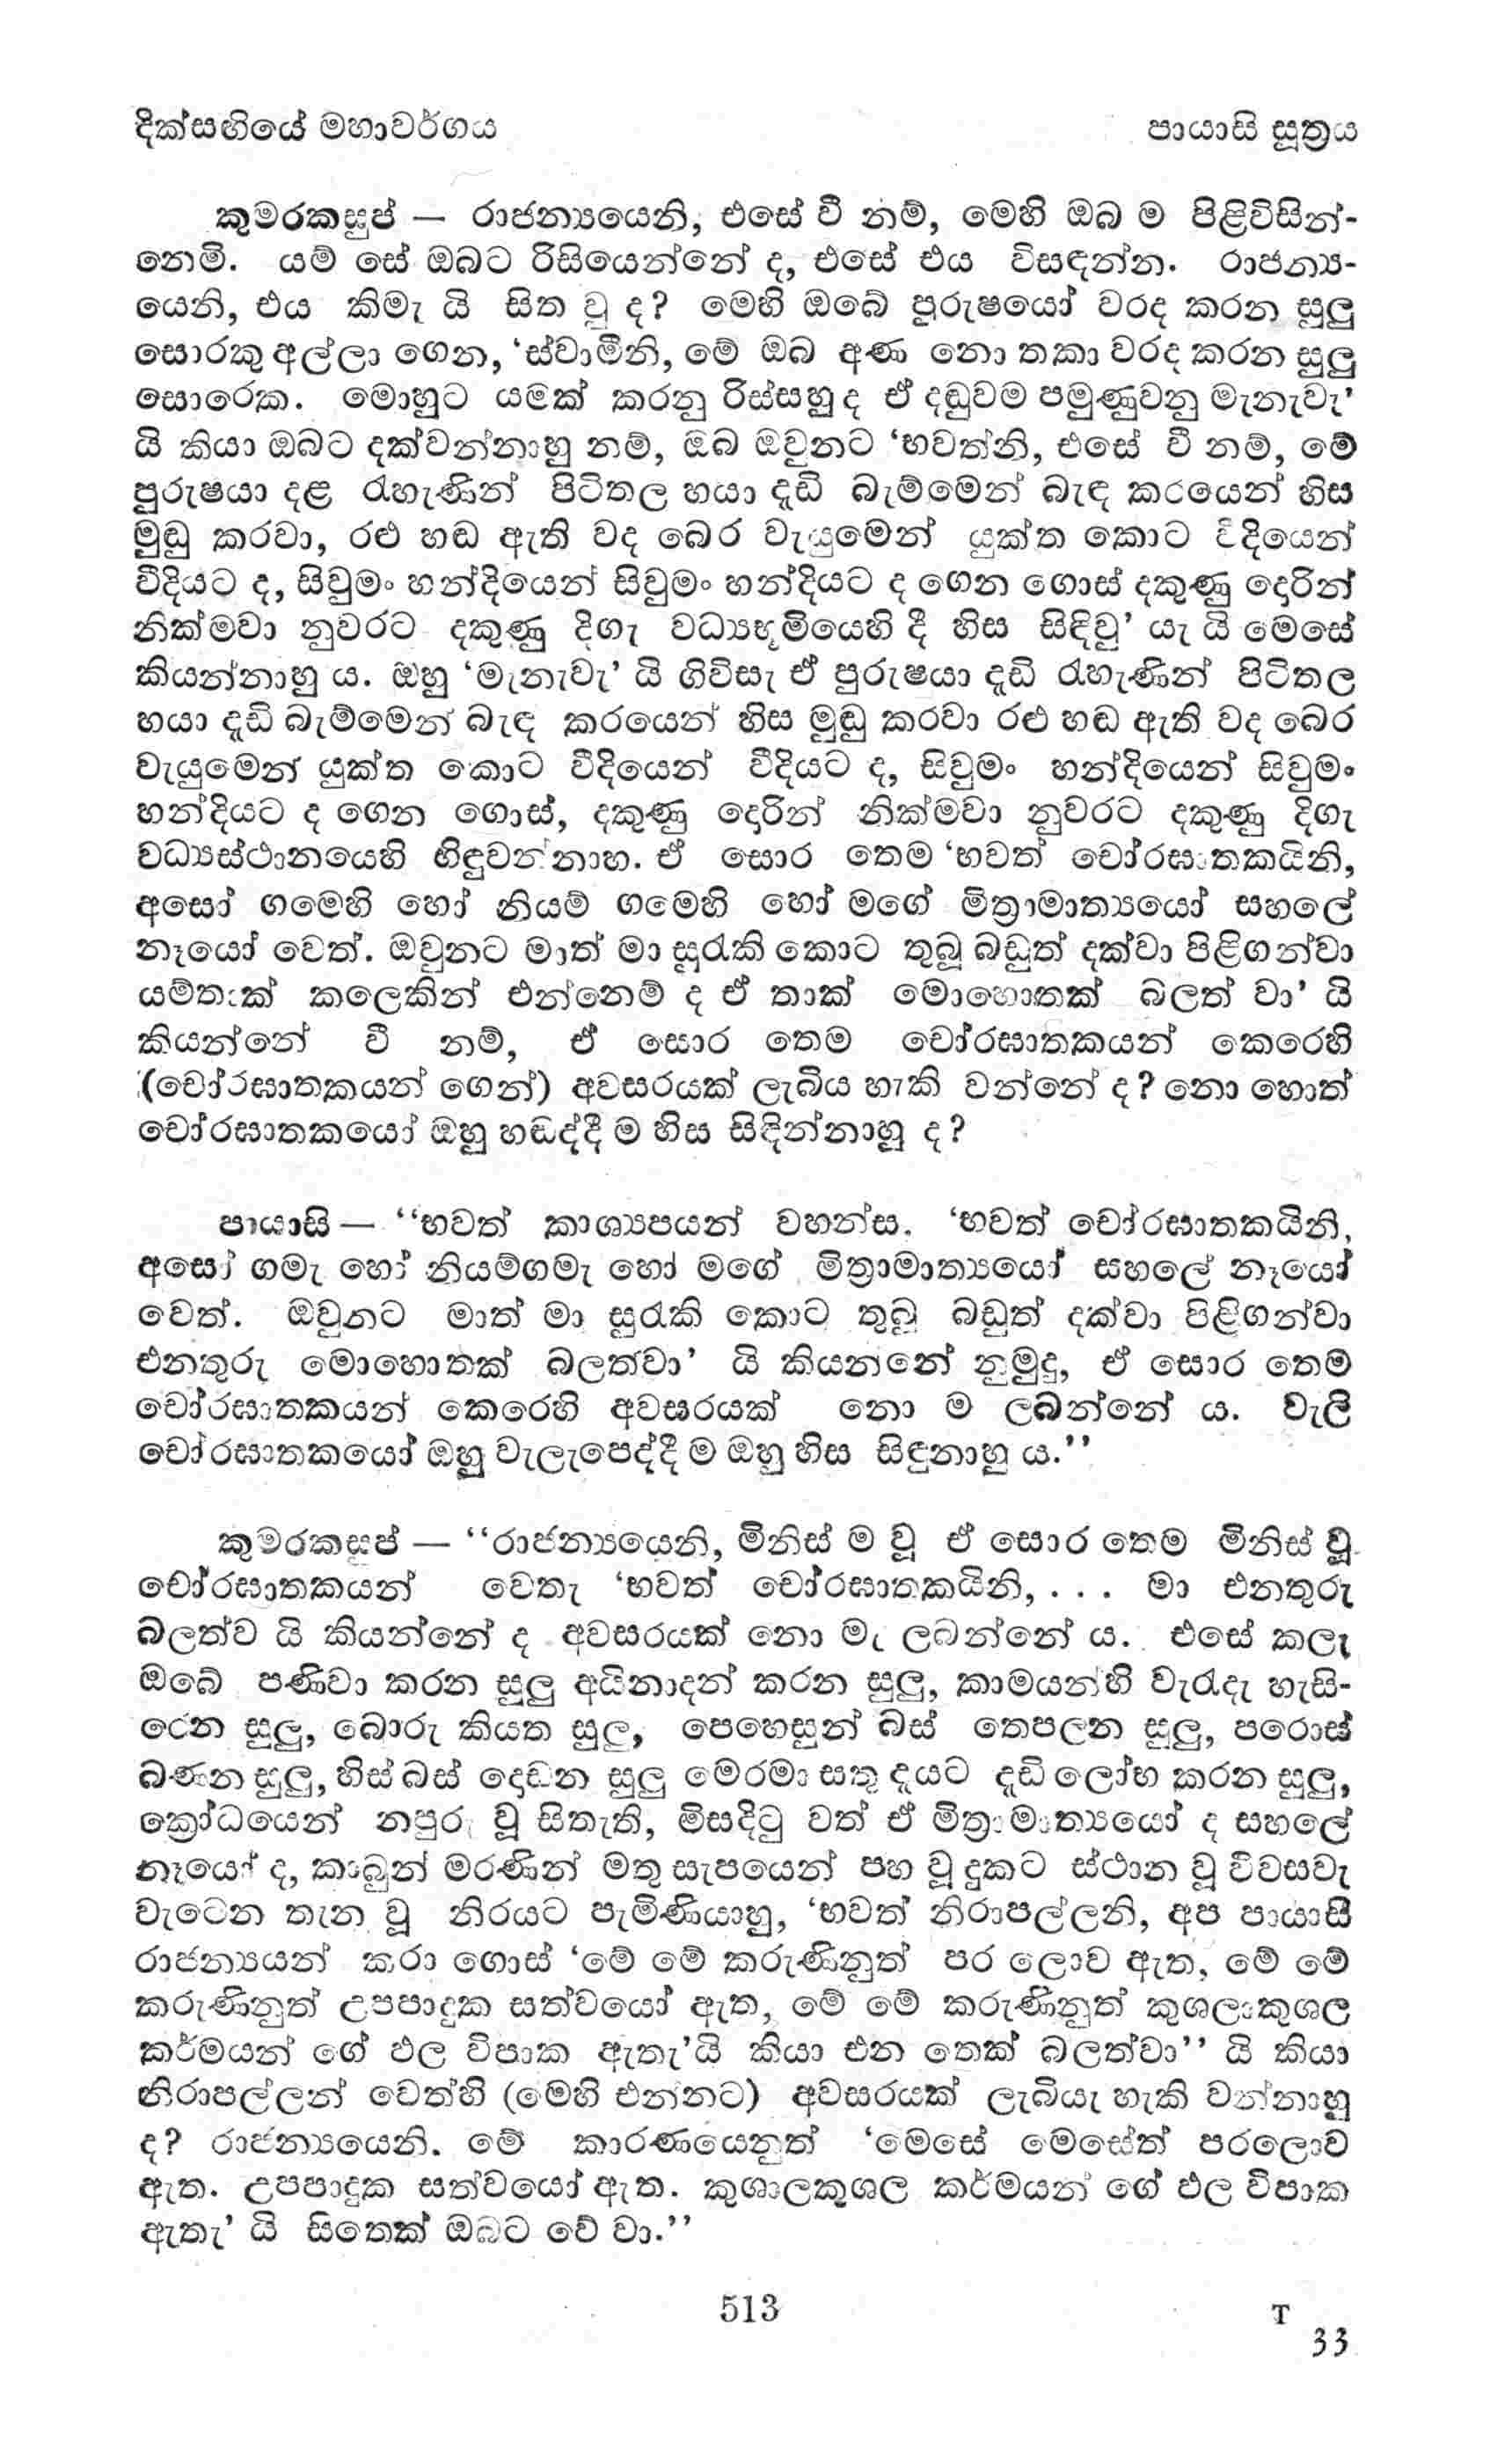 දික්සඟියේ මහාවර්ගය
පායාසි සූත්‍රය
කුමරකසුප් — රාජන්‍යයෙනි, එසේ වී නම්, මෙහි ඔබ ම පිළිවිසින්-
නෙමි. යම් සේ ඔබට රිසියෙන්නේ ද, එසේ එය විසඳන්න. රාජන්‍ය-
යෙනි, එය කිමැ යි සිත වූ ද? මෙහි ඔබේ පුරුෂයෝ වරද කරන සුලු
සොරකු අල්ලා ගෙන, ‘ස්වාමීනි, මේ ඔබ අණ නො තකා වරද කරන සුලු
සොරෙක. මොහුට යමක් කරනු රිස්සහු ද ඒ දඬුවම පමුණුවනු මැනැවැ’
යි කියා ඔබට දක්වන්නාහු නම්, ඔබ ඔවුනට ‘භවත්නි, එසේ වී නම්, මේ
පුරුෂයා දළ රැහැණින් පිටිතල හයා දැඩි බැම්මෙන් බැඳ කරයෙන් හිස
මුඬු කරවා, රළු හඬ ඇති වද බෙර වැයුමෙන් යුක්ත කොට වීදියෙන්
වීදියට ද, සිවුමං හන්දියෙන් සිවුමං හන්දියට ද ගෙන ගොස් දකුණු දොරින්
නික්මවා නුවරට දකුණු දිගැ වධ්‍යභූමියෙහි දී හිස සිඳිවු’ යැ යි මෙසේ
කියන්නාහු ය. ඔහු ‘මැනැවැ’ යි ගිවිසැ ඒ පුරුෂයා දැඩි රැහැණින් පිටිතල
හයා දැඩි බැම්මෙන් බැඳ කරයෙන් හිස මුඬු කරවා රළු හඬ ඇති වද බෙර
වැයුමෙන් යුක්ත කොට වීදියෙන් වීදියට ද, සිවුමං හන්දියෙන් සිවුමං
හන්දියට ද ගෙන ගොස්, දකුණු දොරින් නික්මවා නුවරට දකුණු දිගැ
වධ්‍යස්ථානයෙහි හිඳුවන්නාහ. ඒ සොර තෙම ‘භවත් චෝරඝාතකයිනි,
අසෝ ගමෙහි හෝ නියම් ගමෙහි හෝ මගේ මිත්‍රාමාත්‍යයෝ සහලේ
නෑයෝ වෙත්. ඔවුනට මාත් මා සුරැකි කොට තුබූ බඩුත් දක්වා පිළිගන්වා
යම්තාක් කලෙකින් එන්නෙම් ද ඒ තාක් මොහොතක් බලත් වා’ යි
කියන්නේ වී නම්, ඒ සොර තෙම චෝරඝාතකයන් කෙරෙහි
(චෝරඝාතකයන් ගෙන්) අවසරයක් ලැබිය හැකි වන්නේ ද? නො හොත්
චෝරඝාතකයෝ ඔහු හඬද්දී ම හිස සිඳින්නාහු ද?
පායාසි — ‘‘භවත් කාශ්‍යපයන් වහන්ස. ‘භවත් චෝරඝාතකයිනි,
අසෝ ගමැ හෝ නියම්ගමැ හෝ මගේ මිත්‍රාමාත්‍යයෝ සහලේ නෑයෝ
වෙත්. ඔවුනට මාත් මා සුරැකි කොට තුබූ බඩුත් දක්වා පිළිගන්වා
එනතුරු මොහොතක් බලත්වා’ යි කියනනේ නුමුදු, ඒ සොර තෙම
චෝරඝාතකයන් කෙරෙහි අවසරයක් නො ම ලබන්නේ ය. වැලි
චෝරඝාතකයෝ ඔහු වැලැපෙද්දී ම ඔහු හිස සිඳුනාහු ය.’’
කුමරකසුප් — ‘‘රාජන්‍යයෙනි, මිනිස් ම වූ ඒ සොර තෙම මිනිස් වූ
චෝරඝාතකයන් වෙතැ ‘භවත් චෝරඝාතකයිනි, . . . මා එනතුරු
බලත්ව යි කියන්නේ ද අවසරයක් නො මැ ලබන්නේ ය. එසේ කලැ
ඔබේ පණිවා කරන සුලු අයිනාදන් කරන සුලු, කාමයන්හි වැරැදැ හැසි-
රෙන සුලු, බොරු කියන සුලු, පෙහෙසුන් බස් තෙපලන සුලු, පරොස්
බණන සුලු, හිස් බස් දොඩන සුලු මෙරමා සතු දැයට දැඩි ලෝභ කරන සුලු,
ක්‍රෝධයෙන් නපුරු වූ සිතැති, මිසදිටු වත් ඒ මිත්‍රාමාත්‍යයෝ ද සහලේ
නෑයෝ ද, කාබුන් මරණින් මතු සැපයෙන් පහ වූ දුකට ස්ථාන වූ විවසවැ
වැටෙන තැන වූ නිරයට පැමිණියාහු, ‘භවත් නිරාපල්ලනි, අප පායාසි
රාජන්‍යයන් කරා ගොස් ‘මේ මේ කරුණිනුත් පර ලොව ඇත, මේ මේ
කරුණිනුත් උපපාදුක සත්වයෝ ඇත, මේ මේ කරුණිනුත් කුශලාකුශල
කර්මයන් ගේ ඵල විපාක ඇතැ’යි කියා එන තෙක් බලත්වා’’ යි කියා
නිරාපල්ලන් වෙත්හි (මෙහි එන්නට) අවසරයක් ලැබියැ හැකි වන්නාහු
ද? රාජන්‍යයෙනි. මේ කාරණයෙනුත් ‘මෙසේ මෙසේත් පරලොව
ඇත. උපපාදුක සත්වයෝ ඇත. කුශාලකුශල කර්මයන් ගේ ඵල විපාක
ඇතැ’ යි සිතෙක් ඔබට වේ වා.’’
513
T
33